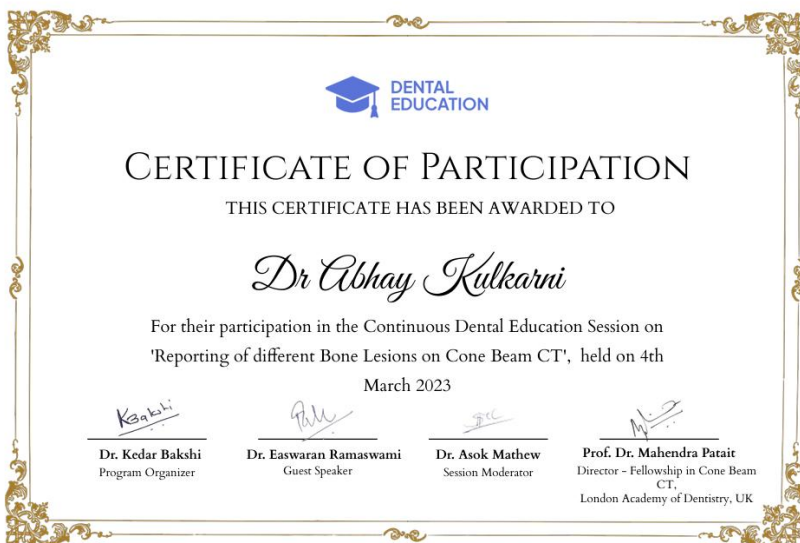 DENTAL
EDUCATION
CERTIFICATE OF PARTICIPATION
THIS CERTIFICATE HAS BEEN AWARDED TO
Dr Abhay Kulkarni
For their participation in the Continuous Dental Education Session on
'Reporting of different Bone Lesions on Cone Beam CT', held on 4th
March 2023
KBakshi
Dr. Kedar Bakshi
Program Organizer
Dr. Easwaran Ramaswami
Guest Speaker
Dr. Asok Mathew
Session Moderator
Prof. Dr. Mahendra Patait
Director - Fellowship in Cone Beam
CT,
London Academy of Dentistry, UK